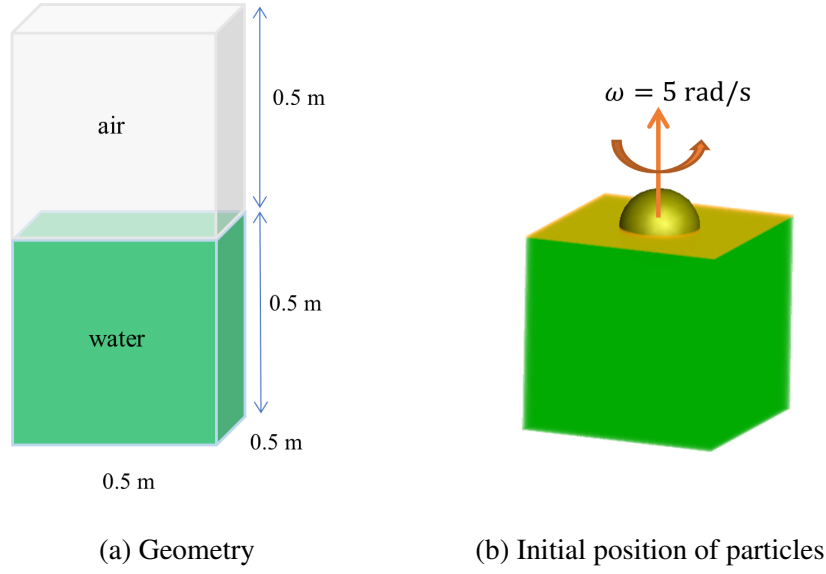 0.5 m
air
0.5 m
water
0.5 m
0.5 m
ω = 5 rad/s
(a) Geometry
(b) Initial position of particles